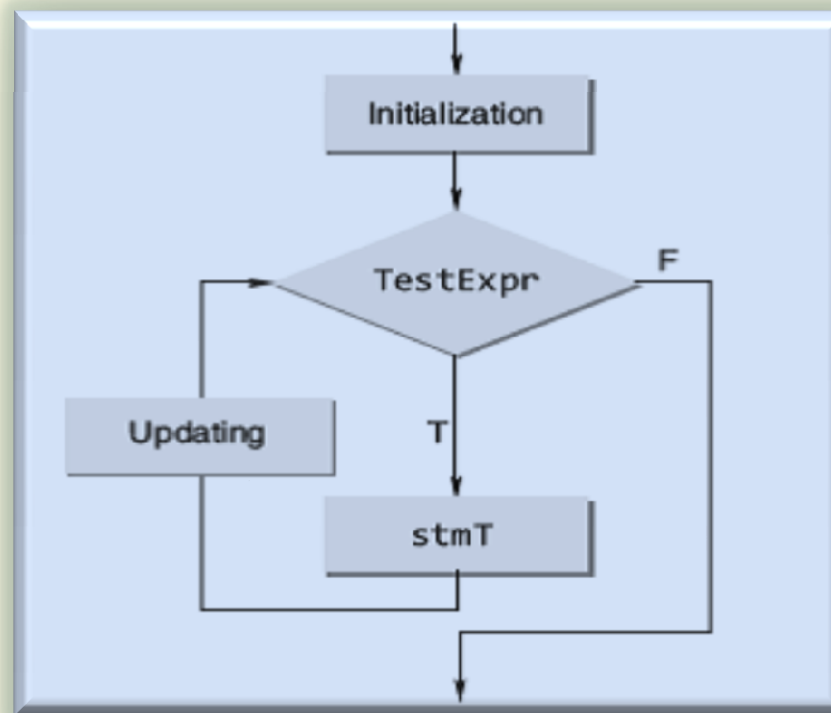 Initialization
TestExpr
F
Updating
T
stmT